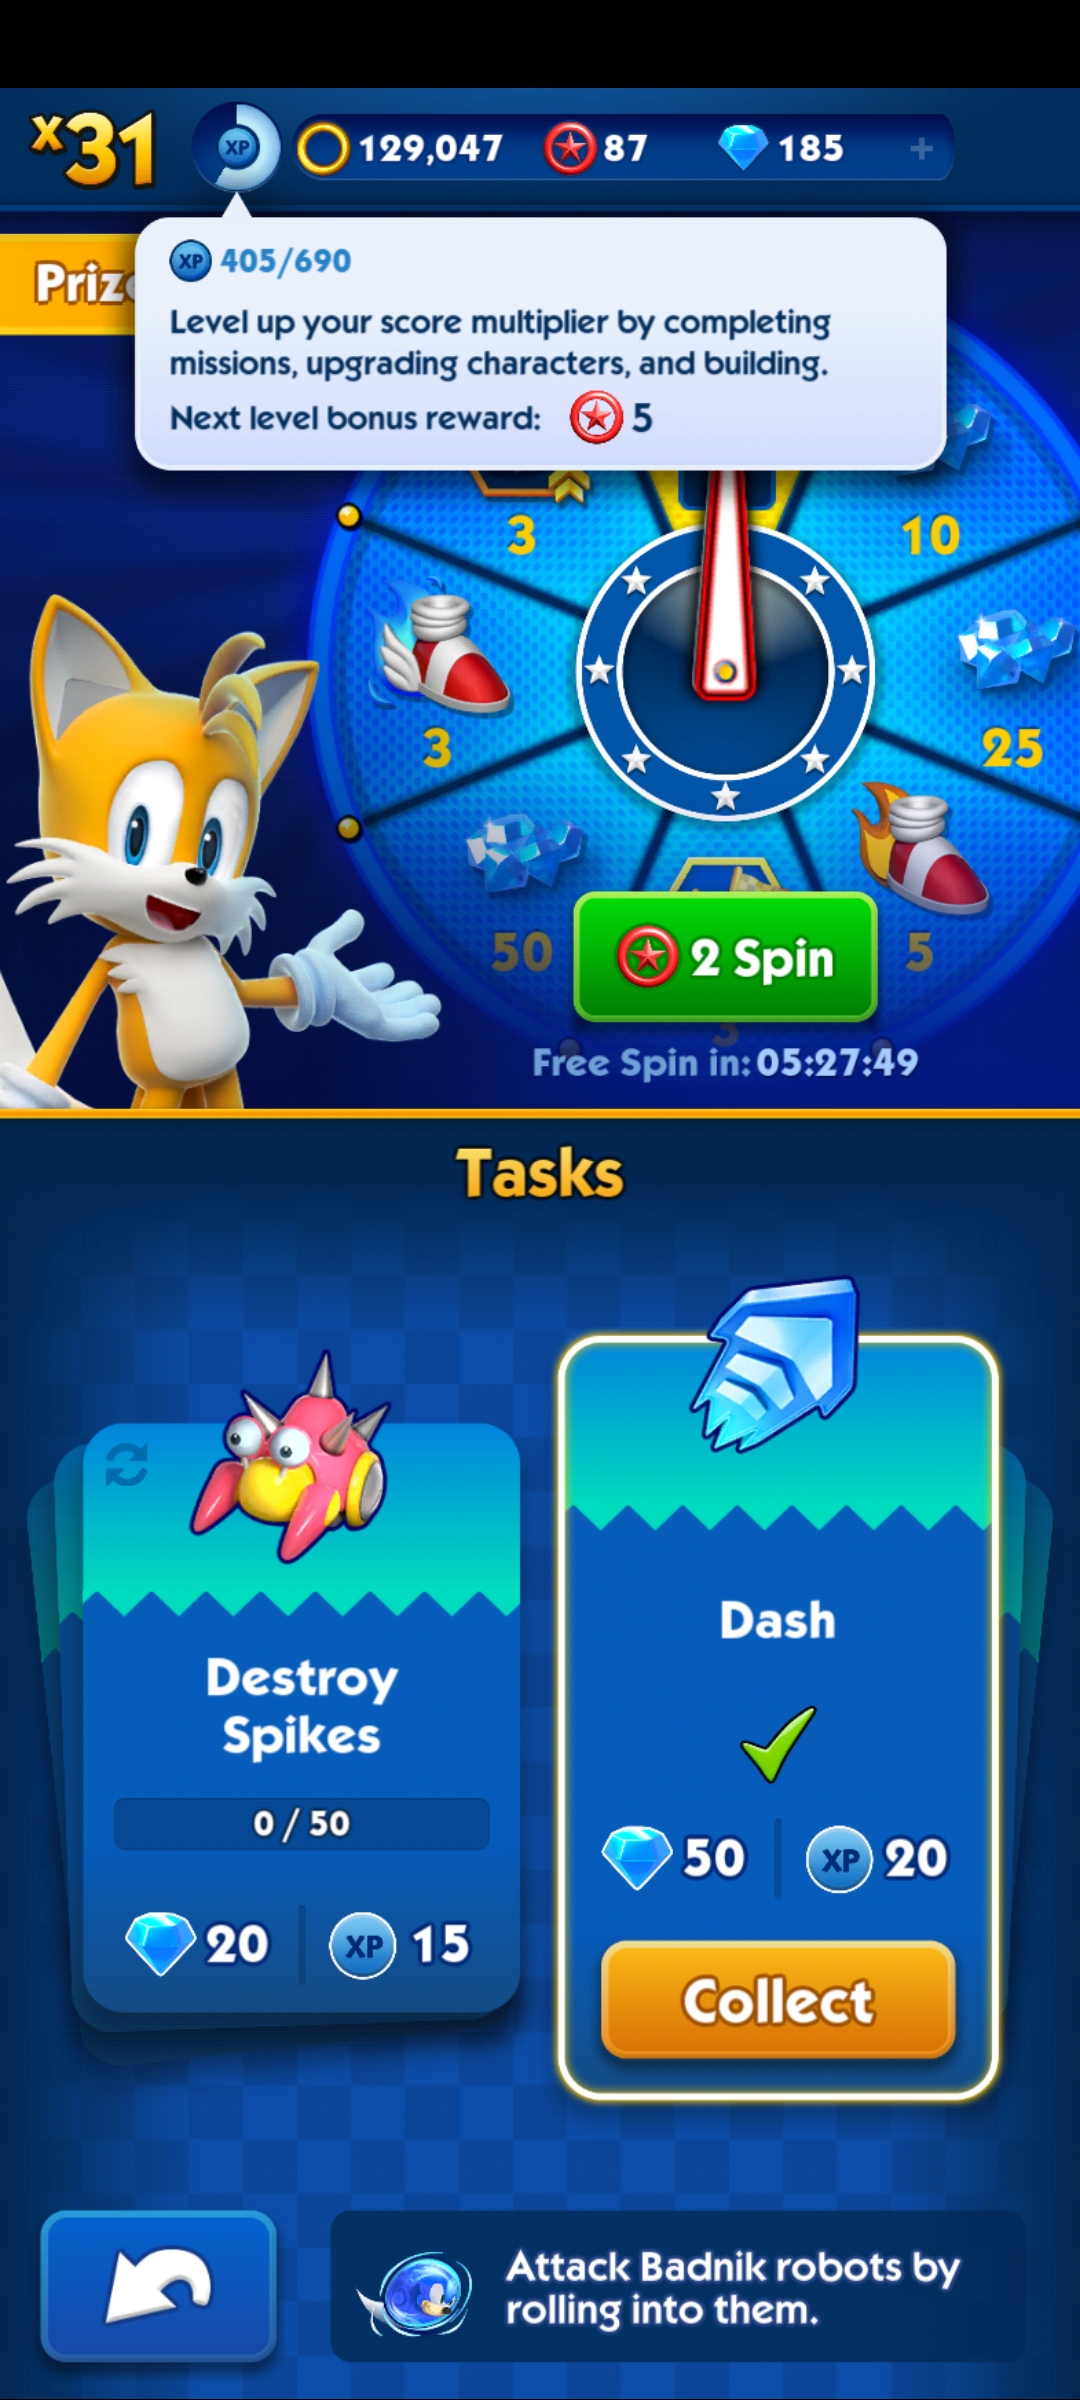 x31
XP
129,047
87
185
+
XP 405/690
Level up your score multiplier by completing
missions, upgrading characters, and building.
Next level bonus reward: 5
3
10
3
25
50
5
3
2 Spin
Free Spin in: 05:27:49
Tasks
Destroy
Spikes
0 / 50
20
XP 15
Dash
50
XP 20
Collect
Attack Badnik robots by
rolling into them.